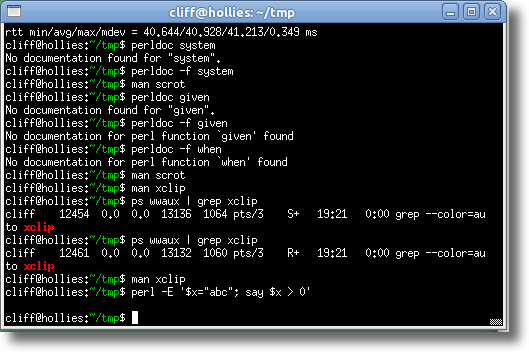 cliff@hollies: ~/tmp
rtt min/avg/max/mdev = 40.644/40.928/41.213/0.349 ms
cliff@hollies:~/tmp$ perldoc system
No documentation found for "system".
cliff@hollies:~/tmp$ perldoc -f system
cliff@hollies:~/tmp$ man scrot
cliff@hollies:~/tmp$ perldoc given
No documentation found for "given".
cliff@hollies:~/tmp$ perldoc -f given
No documentation for perl function `given' found
cliff@hollies:~/tmp$ perldoc -f when
No documentation for perl function `when' found
cliff@hollies:~/tmp$ man scrot
cliff@hollies:~/tmp$ man xclip
cliff@hollies:~/tmp$ ps wwaux | grep xclip
cliff    12454  0.0  0.0  13136  1064 pts/3    S+   19:21   0:00 grep --color=au
to xclip
cliff@hollies:~/tmp$ ps wwaux | grep xclip
cliff    12461  0.0  0.0  13132  1060 pts/3    R+   19:21   0:00 grep --color=au
to xclip
cliff@hollies:~/tmp$ man xclip
cliff@hollies:~/tmp$ perl -E '$x="abc"; say $x > 0'
cliff@hollies:~/tmp$